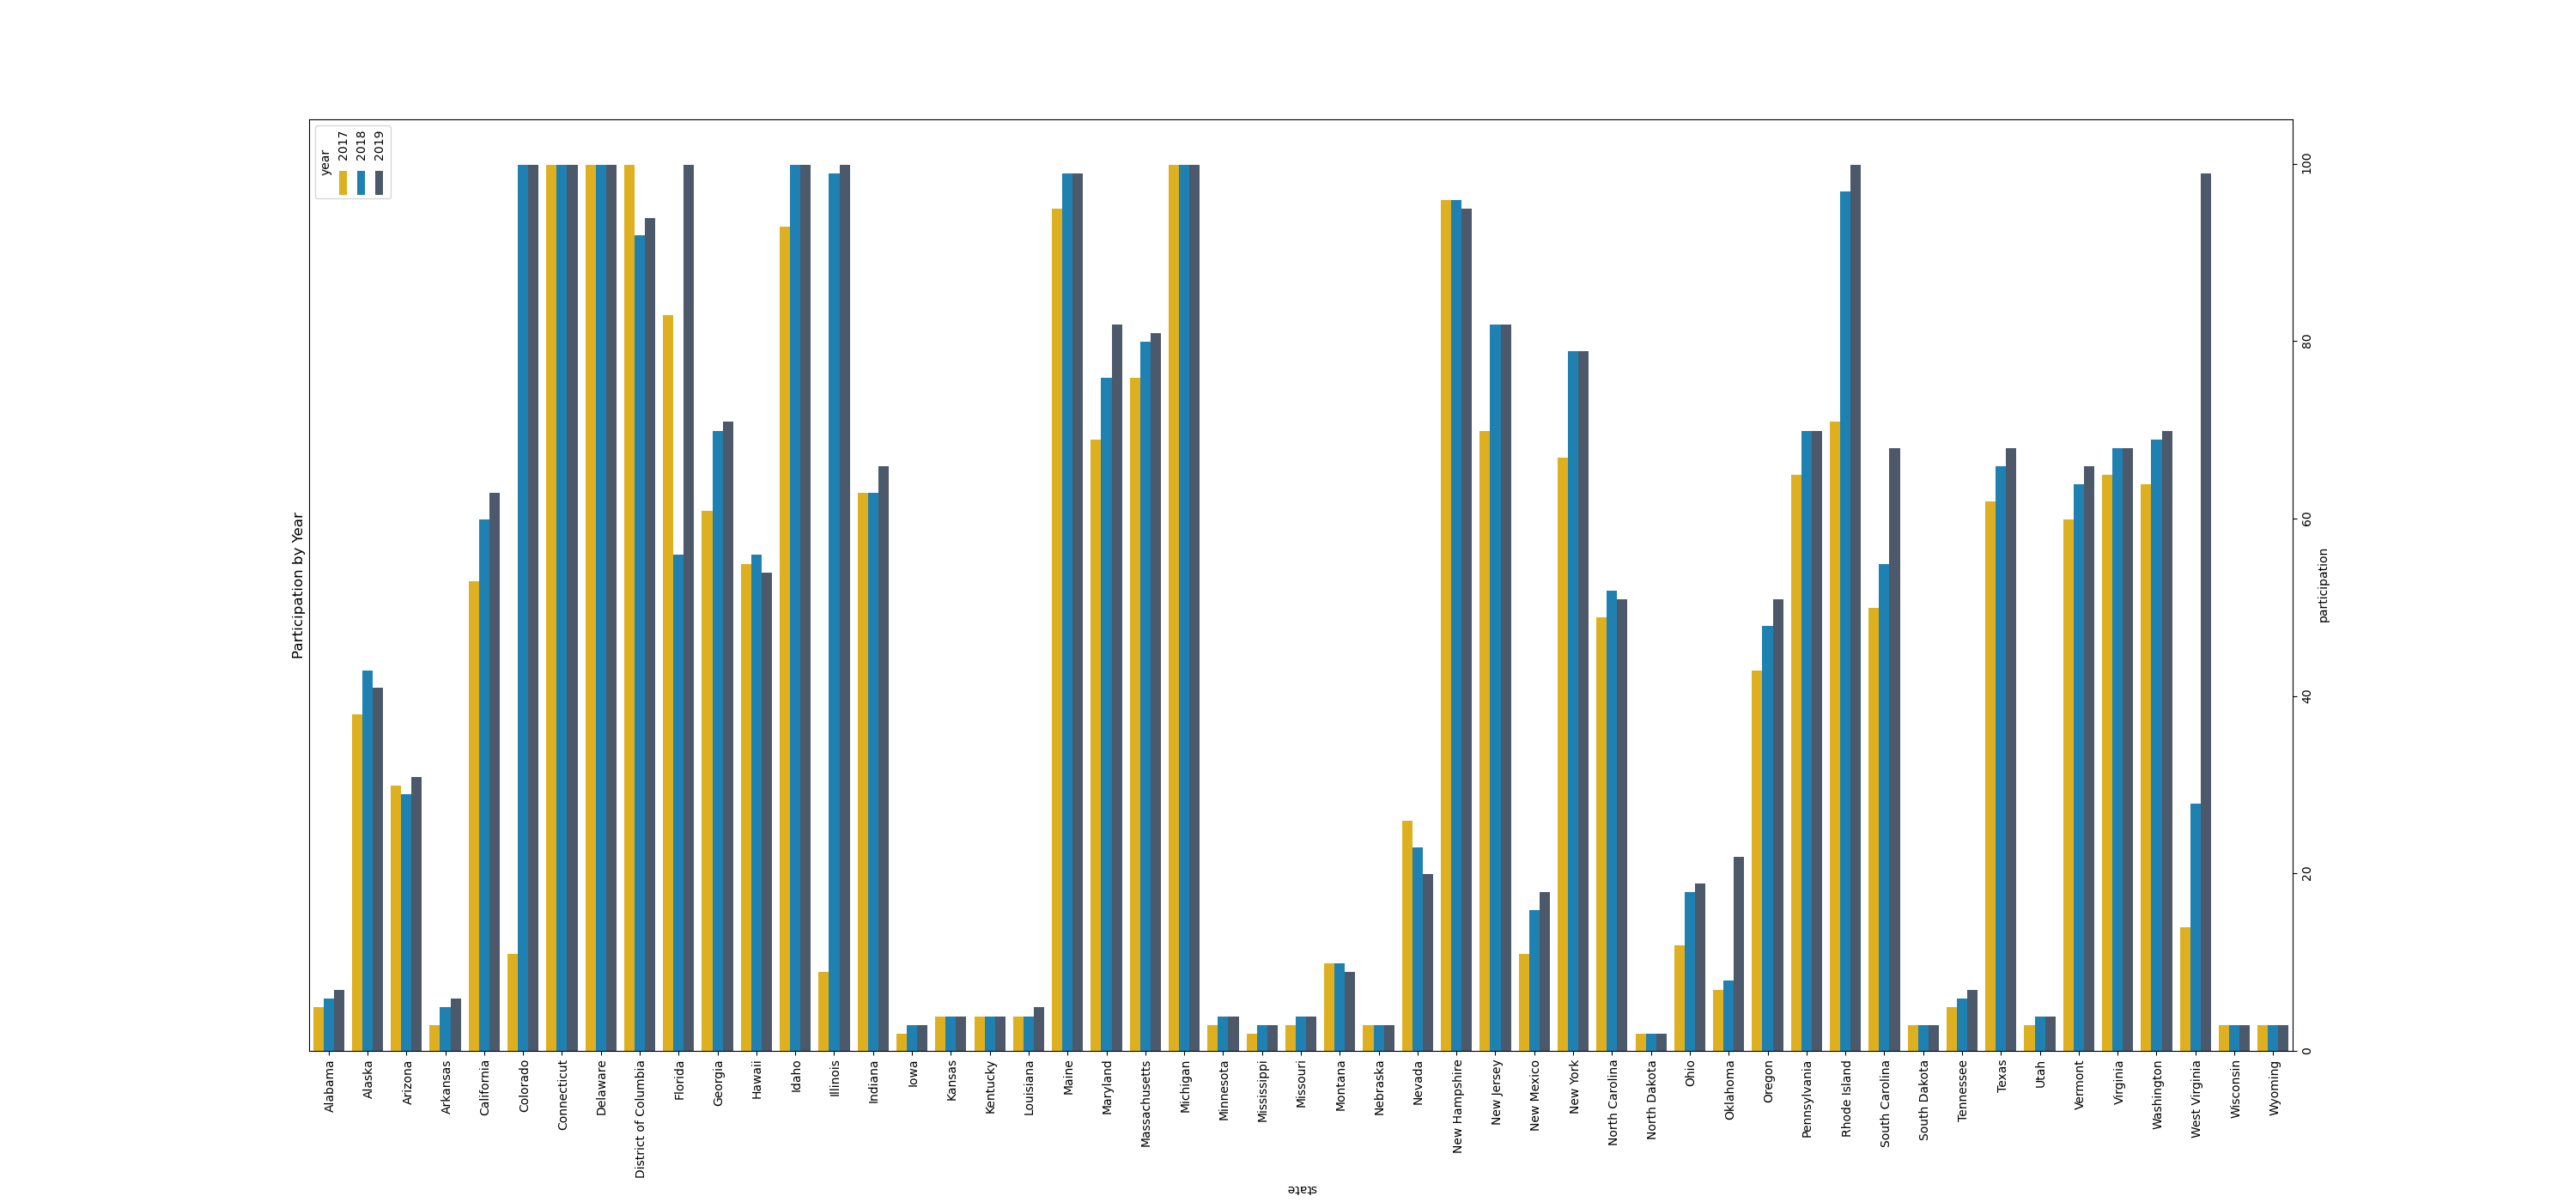 Participation by Year
year
2017
2018
2019
Alabama
Alaska
Arizona
Arkansas
California
Colorado
Connecticut
Delaware
District of Columbia
Florida
Georgia
Hawaii
Idaho
Illinois
Indiana
Iowa
Kansas
Kentucky
Louisiana
Maine
Maryland
Massachusetts
Michigan
Minnesota
Mississippi
Missouri
Montana
Nebraska
Nevada
New Hampshire
New Jersey
New Mexico
New York
North Carolina
North Dakota
Ohio
Oklahoma
Oregon
Pennsylvania
Rhode Island
South Carolina
South Dakota
Tennessee
Texas
Utah
Vermont
Virginia
Washington
West Virginia
Wisconsin
Wyoming
state
0
20
40
60
80
100
participation